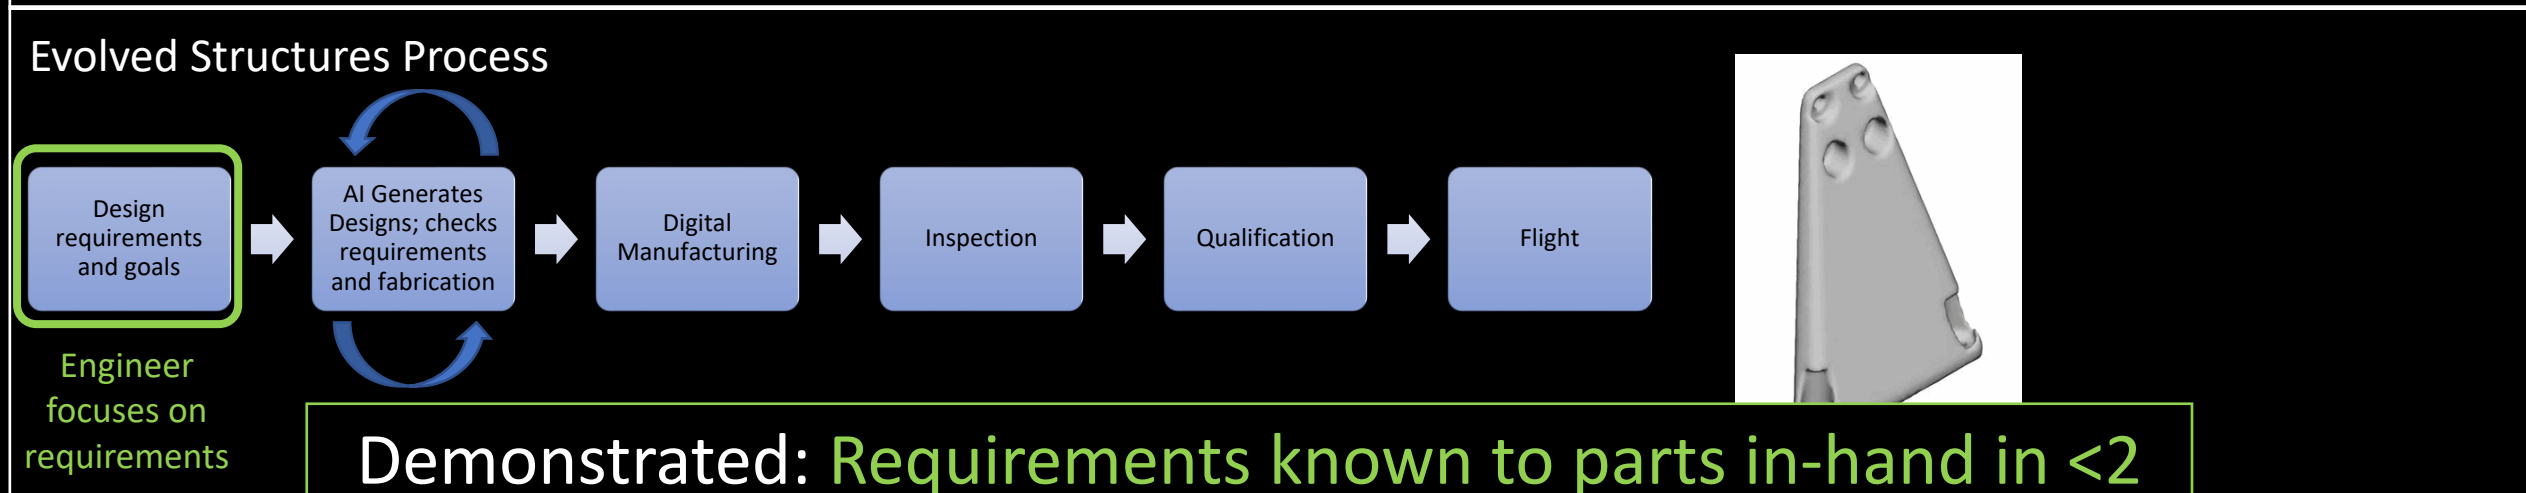 Evolved Structures Process
Design
requirements
and goals
AI Generates
Designs; checks
requirements
and fabrication
Digital
Manufacturing
Inspection
Qualification
Flight
Engineer
focuses on
requirements
Demonstrated: Requirements known to parts in-hand in <2